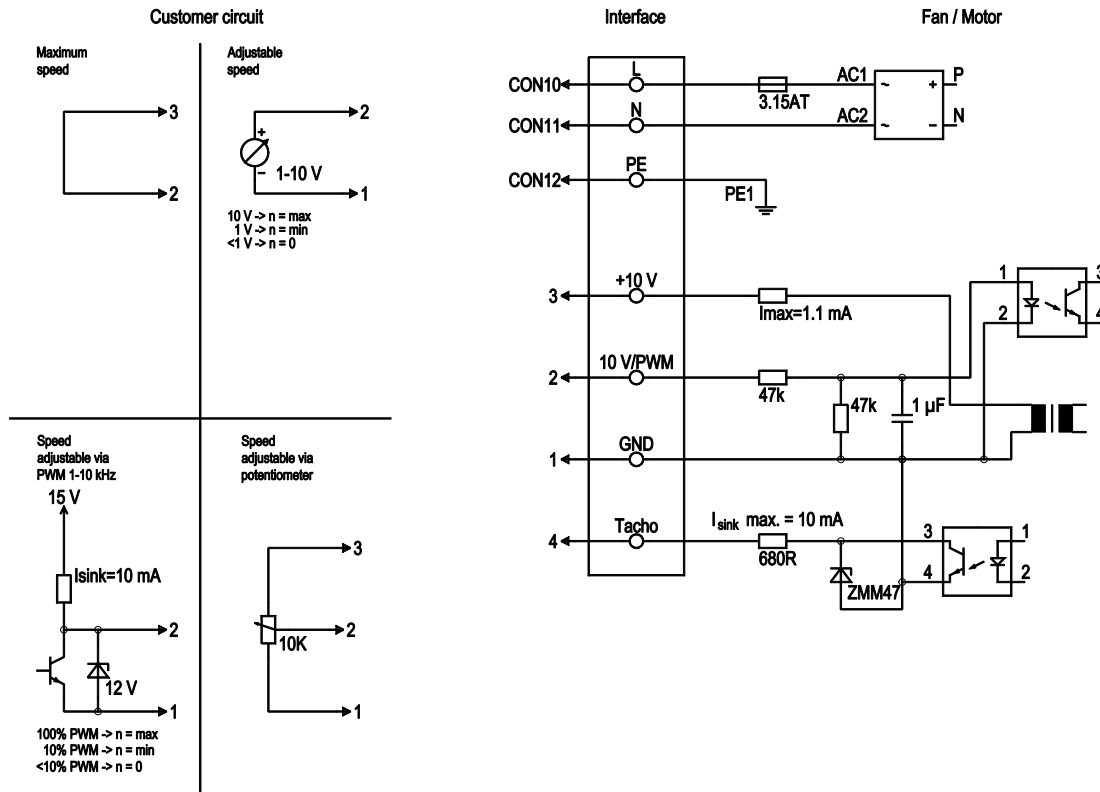 Customer circuit
Maximum
speed
3
2
Adjustable
speed
2
+
–
1-10 V
1
10 V -> n = max
1 V -> n = min
<1 V -> n = 0
Speed
adjustable via
PWM 1-10 kHz
15 V
Isink=10 mA
2
12 V
1
100% PWM -> n = max
10% PWM -> n = min
<10% PWM -> n = 0
Speed
adjustable via
potentiometer
3
2
10K
1
Interface
Fan / Motor
CON10
L
3.15AT
AC1
~
+
P
CON11
N
AC2
~
–
N
CON12
PE
PE1
3
+10 V
Imax=1.1 mA
1
2
3
4
2
10 V/PWM
47k
47k
1 µF
1
GND
4
Tacho
Isink max. = 10 mA
680R
ZMM47
3
4
1
2